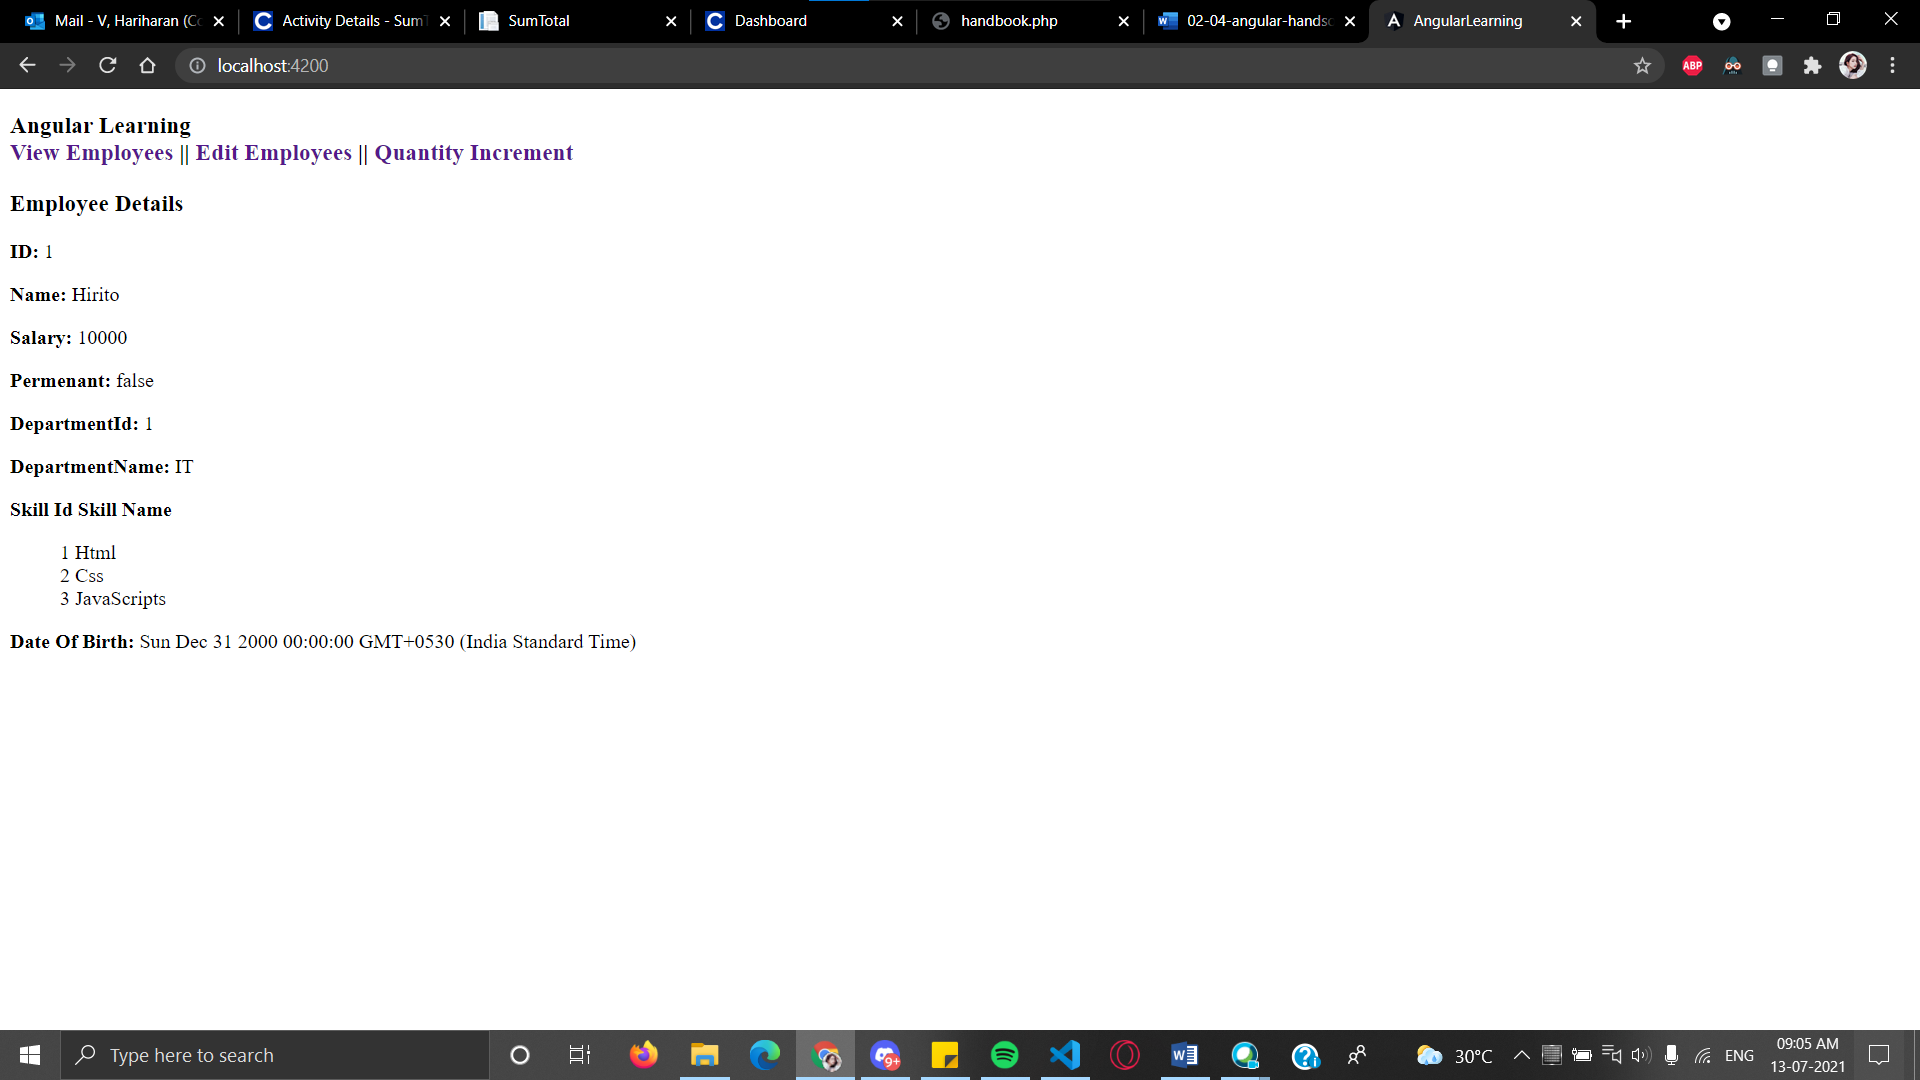 Mail - V, Hariharan (Co
Activity Details - SumT
SumTotal
Dashboard
handbook.php
02-04-angular-handso
AngularLearning
localhost:4200
ABP
Angular Learning
View Employees || Edit Employees || Quantity Increment
Employee Details
ID: 1
Name: Hirito
Salary: 10000
Permenant: false
DepartmentId: 1
DepartmentName: IT
Skill Id Skill Name
1 Html
2 Css
3 JavaScripts
Date Of Birth: Sun Dec 31 2000 00:00:00 GMT+0530 (India Standard Time)
Type here to search
9+
30°C
ENG
09:05 AM
13-07-2021